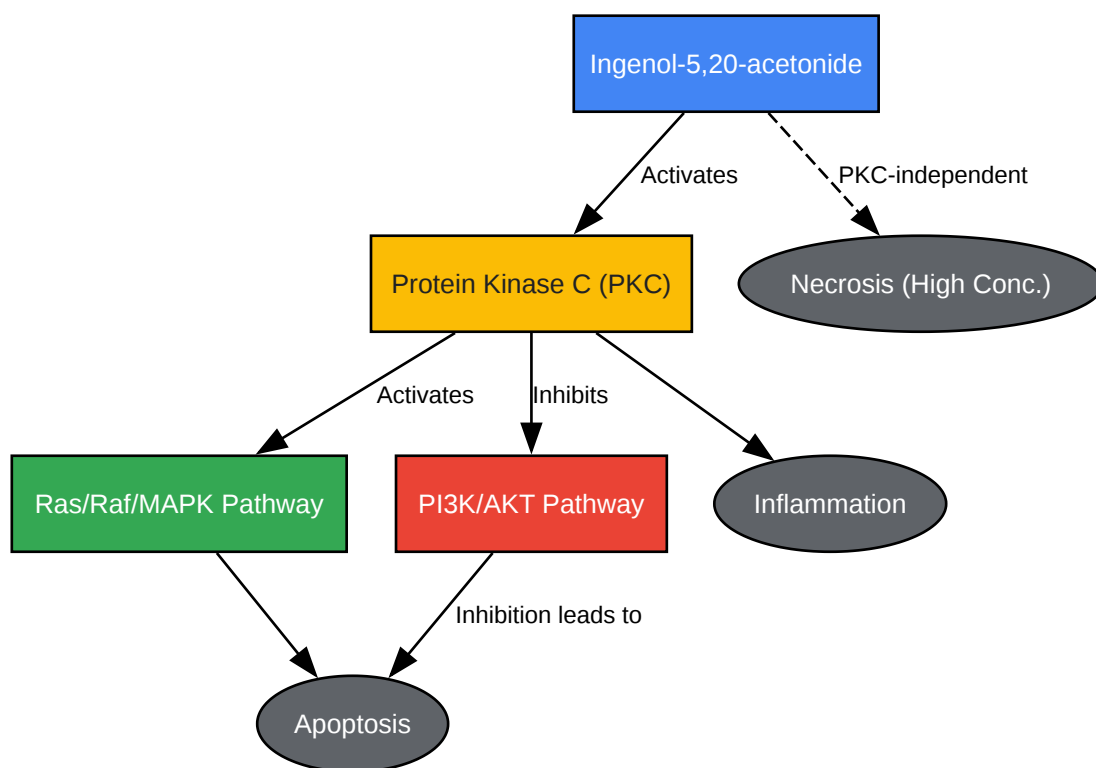 Ingenol-5,20-acetonide
Activates
PKC-independent
Protein Kinase C (PKC)
Necrosis (High Conc.)
Activates
Inhibits
Ras/Raf/MAPK Pathway
PI3K/AKT Pathway
Inflammation
Inhibition leads to
Apoptosis